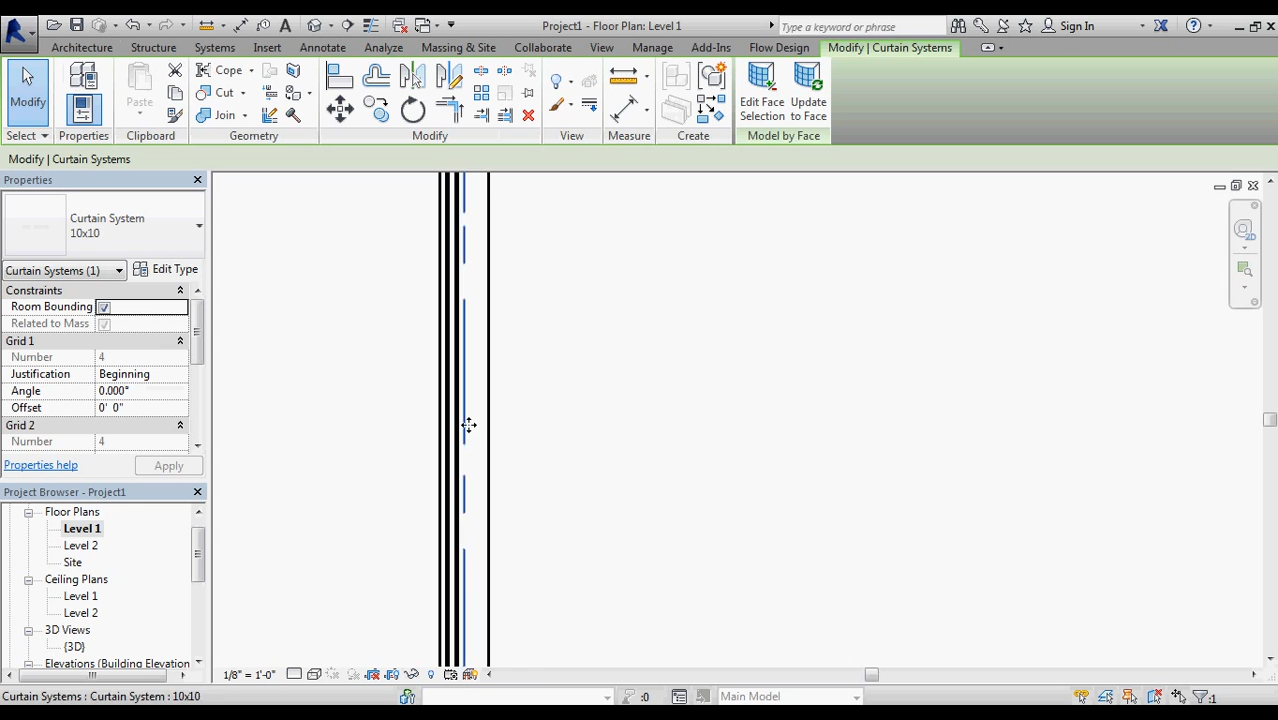 Project1 - Floor Plan: Level 1
Type a keyword or phrase
Sign In
Architecture Structure Systems Insert Annotate Analyze Massing & Site Collaborate View Manage Add-Ins Flow Design Modify | Curtain Systems
Modify
Paste
Cope
Cut
Join
Edit Face Selection
Update to Face
Select Properties Clipboard Geometry Modify View Measure Create Model by Face
Modify | Curtain Systems
Properties
Curtain System
10x10
Curtain Systems (1)
Edit Type
Constraints
Room Bounding
Related to Mass
Grid 1
Number 4
Justification Beginning
Angle 0.000°
Offset 0' 0"
Grid 2
Number 4
Properties help
Apply
Project Browser - Project1
Floor Plans
Level 1
Level 2
Site
Ceiling Plans
Level 1
Level 2
3D Views
{3D}
Elevations (Building Elevation
2D
1/8" = 1'-0"
Curtain Systems : Curtain System : 10x10
:0
Main Model
:1